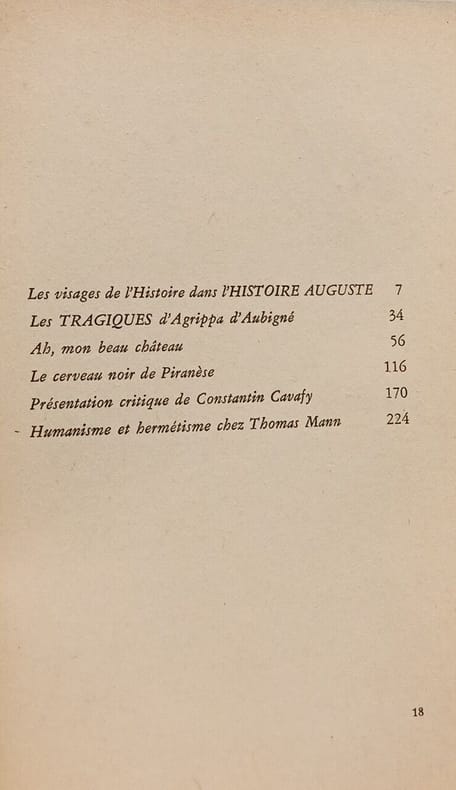 Les visages de l'Histoire dans l'HISTOIRE AUGUSTE 7
Les TRAGIQUES d'Agrippa d'Aubigné 34
Ah, mon beau château 56
Le cerveau noir de Piranèse 116
Présentation critique de Constantin Cavafy 170
- Humanisme et hermétisme chez Thomas Mann 224
18